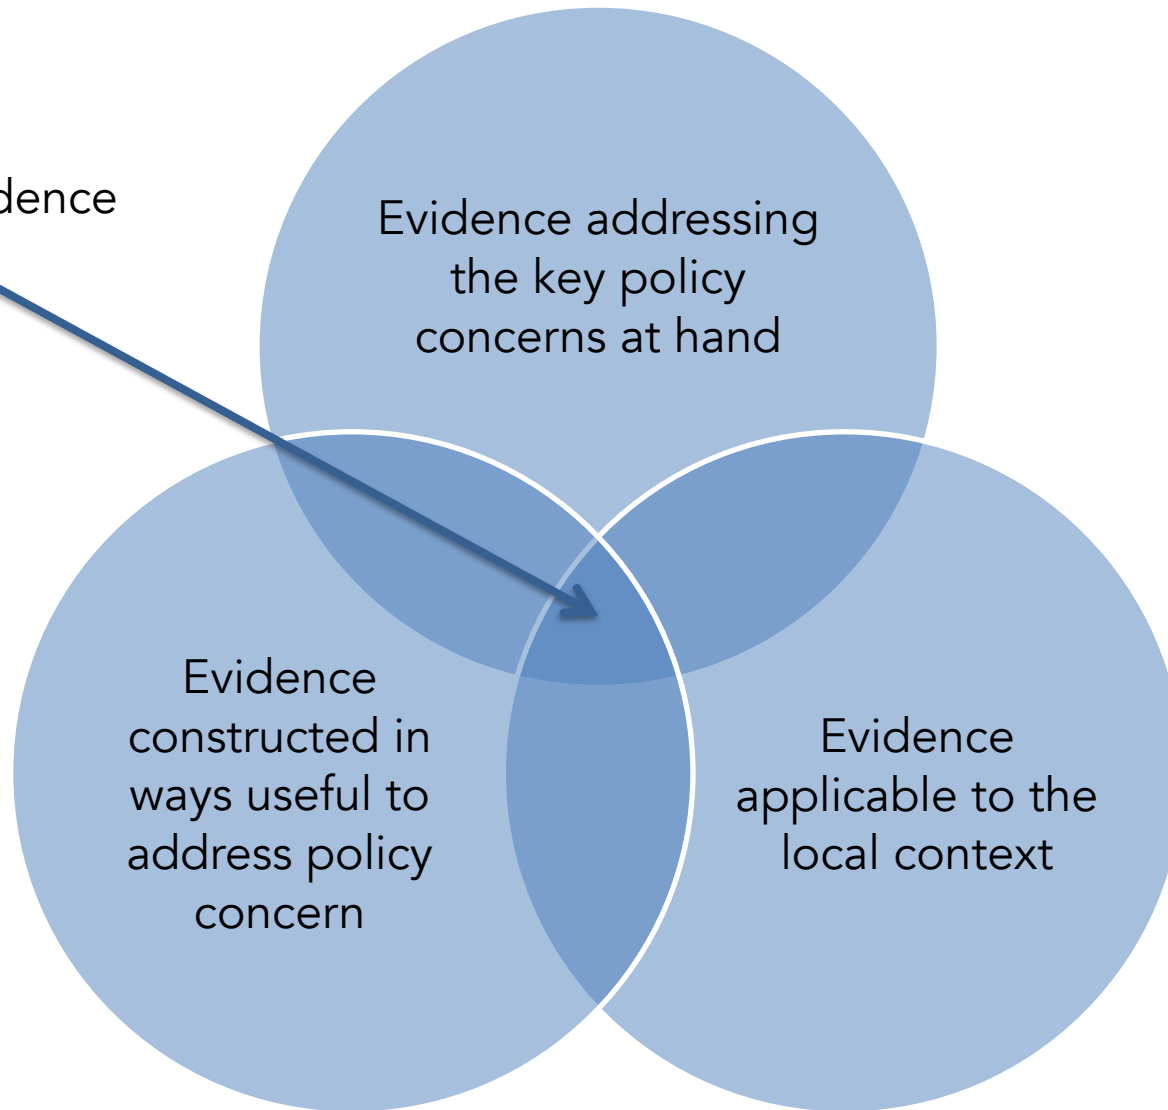 Evidence addressing
the key policy
concerns at hand
Evidence
constructed in
ways useful to
address policy
concern
Evidence
applicable to the
local context